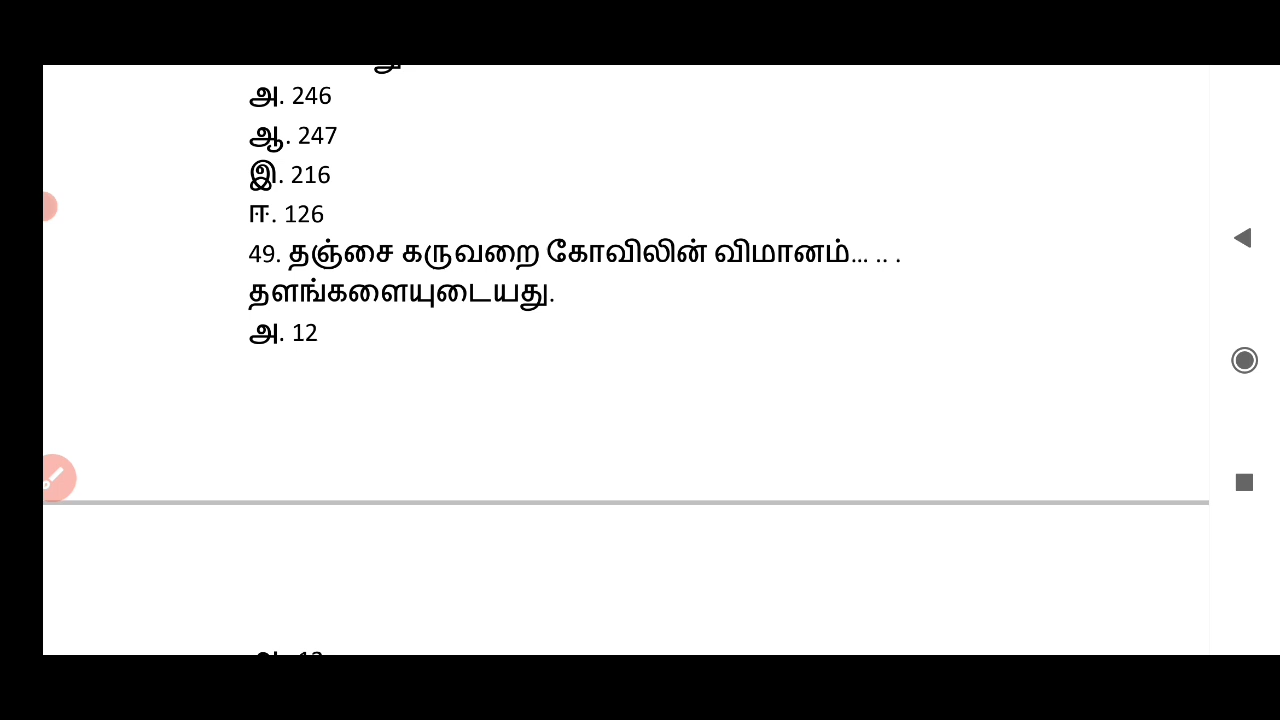 அ. 246
ஆ. 247
இ. 216
ஈ. 126
49. தஞ்சை கருவறை கோவிலின் விமானம்... .. .
தளங்களையுடையது.
அ. 12